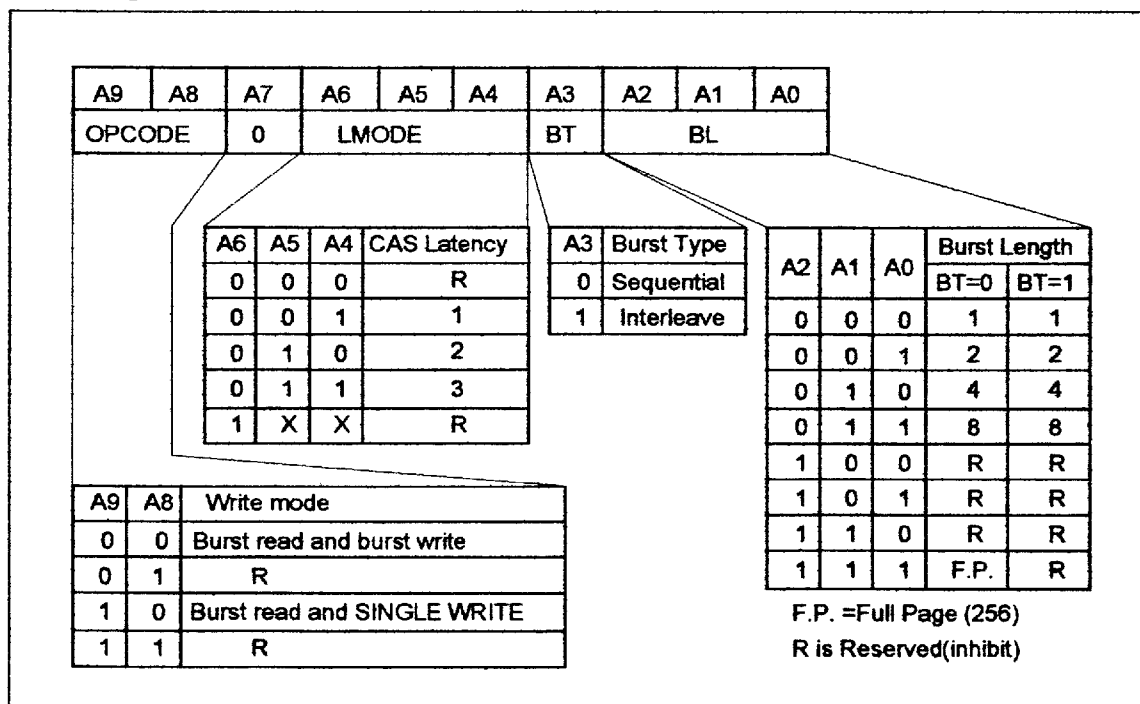 A9 A8 A7 A6 A5 A4 A3 A2 A1 A0
OPCODE 0 LMODE BT BL
A6 A5 A4 CAS Latency
0 0 0 R
0 0 1 1
0 1 0 2
0 1 1 3
1 X X R
A3 Burst Type
0 Sequential
1 Interleave
A2 A1 A0 Burst Length
BT=0 BT=1
0 0 0 1 1
0 0 1 2 2
0 1 0 4 4
0 1 1 8 8
1 0 0 R R
1 0 1 R R
1 1 0 R R
1 1 1 F.P. R
F.P. =Full Page (256)
R is Reserved(inhibit)
A9 A8 Write mode
0 0 Burst read and burst write
0 1 R
1 0 Burst read and SINGLE WRITE
1 1 R